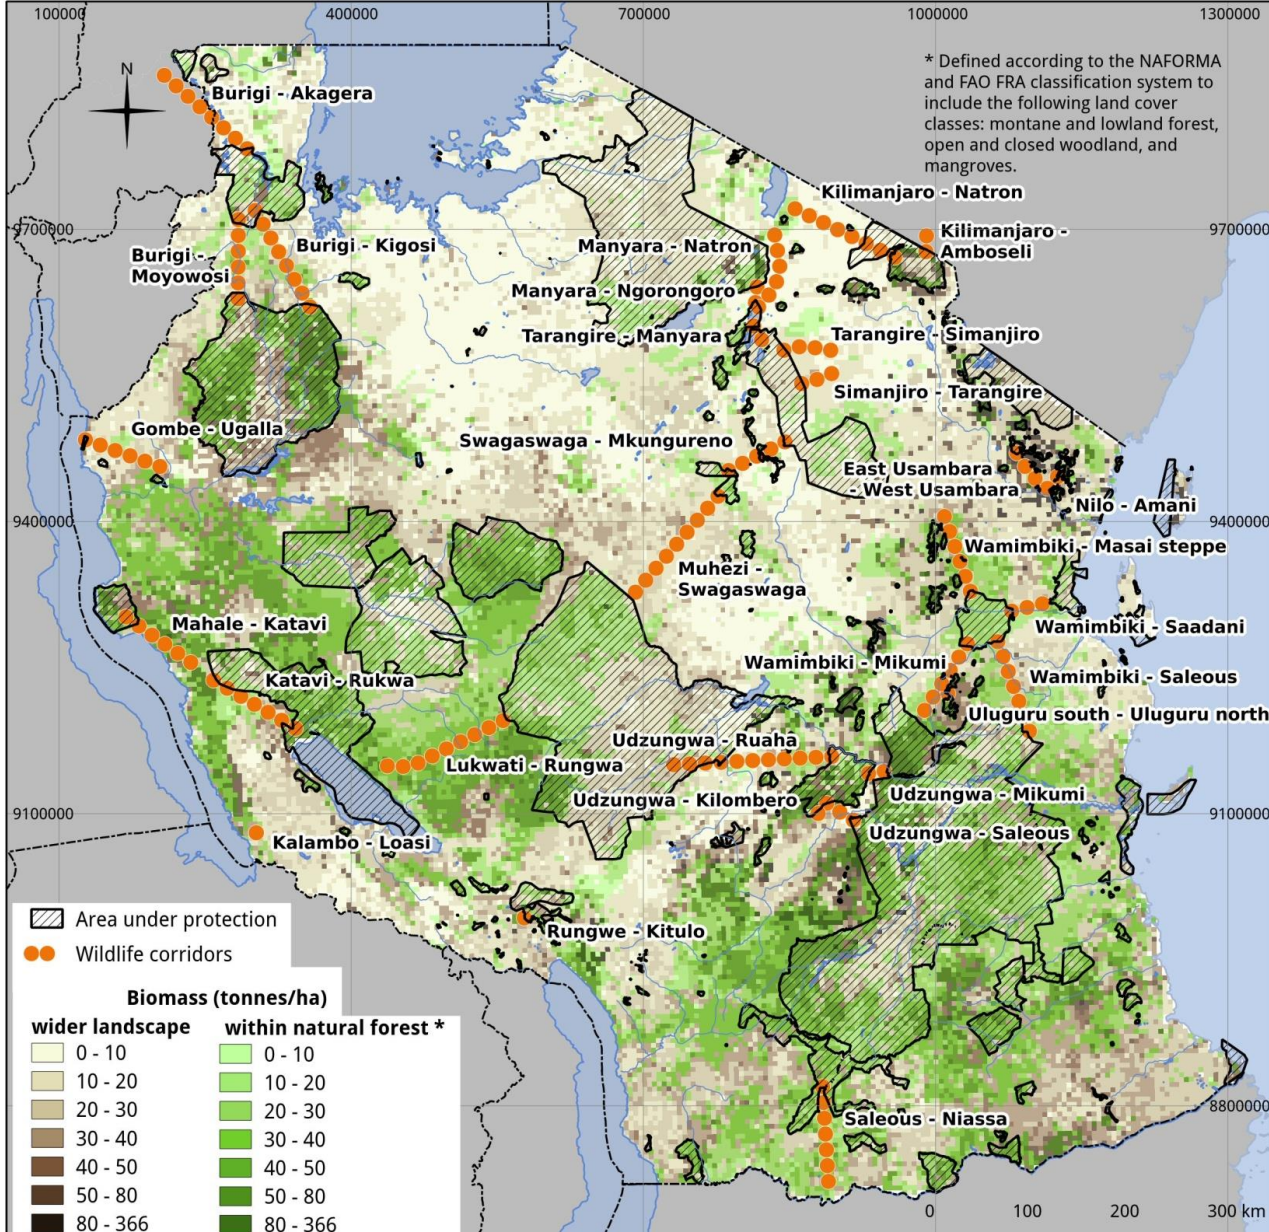 100000 400000 700000 1000000 1300000
* Defined according to the NAFORMA
and FAO FRA classification system to
include the following land cover
classes: montane and lowland forest,
open and closed woodland, and
mangroves.
N
Burigi - Akagera
Kilimanjaro - Natron
9700000
9700000
Kilimanjaro -
Amboseli
Burigi - Kigosi
Manyara - Natron
Burigi -
Moyowosi
Manyara - Ngorongoro
Tarangire - Manyara
Tarangire - Simanjiro
Simanjiro - Tarangire
Gombe - Ugalla
Swagaswaga - Mkungureno
East Usambara
- West Usambara
Nilo - Amani
9400000
9400000
Wamimbiki - Masai steppe
Muhezi -
Swagaswaga
Mahale - Katavi
Wamimbiki - Saadani
Wamimbiki - Mikumi
Katavi - Rukwa
Wamimbiki - Saleous
Uluguru south - Uluguru north
Udzungwa - Ruaha
Lukwati - Rungwa
Udzungwa - Kilombero
Udzungwa - Mikumi
9100000
9100000
Udzungwa - Saleous
Kalambo - Loasi
Rungwe - Kitulo
Saleous - Niassa
8800000
Area under protection
Wildlife corridors
Biomass (tonnes/ha)
wider landscape within natural forest *
0 - 10 0 - 10
10 - 20 10 - 20
20 - 30 20 - 30
30 - 40 30 - 40
40 - 50 40 - 50
50 - 80 50 - 80
80 - 366 80 - 366
0 100 200 300 km